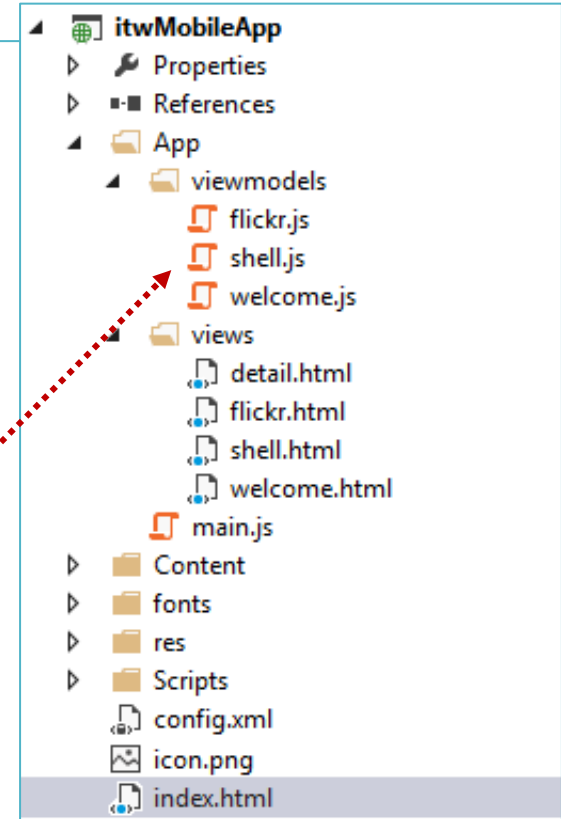 itwMobileApp
Properties
References
App
viewmodels
flickr.js
shell.js
welcome.js
views
detail.html
flickr.html
shell.html
welcome.html
main.js
Content
fonts
res
Scripts
config.xml
icon.png
index.html